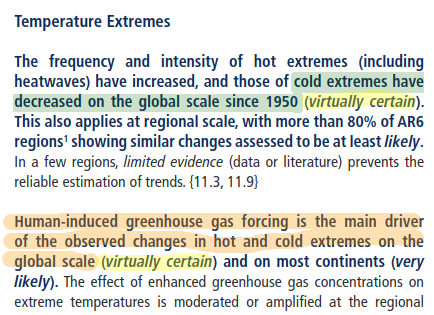 Temperature Extremes
The frequency and intensity of hot extremes (including
heatwaves) have increased, and those of cold extremes have
decreased on the global scale since 1950 (virtually certain).
This also applies at regional scale, with more than 80% of AR6
regions¹ showing similar changes assessed to be at least likely.
In a few regions, limited evidence (data or literature) prevents the
reliable estimation of trends. {11.3, 11.9}
Human-induced greenhouse gas forcing is the main driver
of the observed changes in hot and cold extremes on the
global scale (virtually certain) and on most continents (very
likely). The effect of enhanced greenhouse gas concentrations on
extreme temperatures is moderated or amplified at the regional